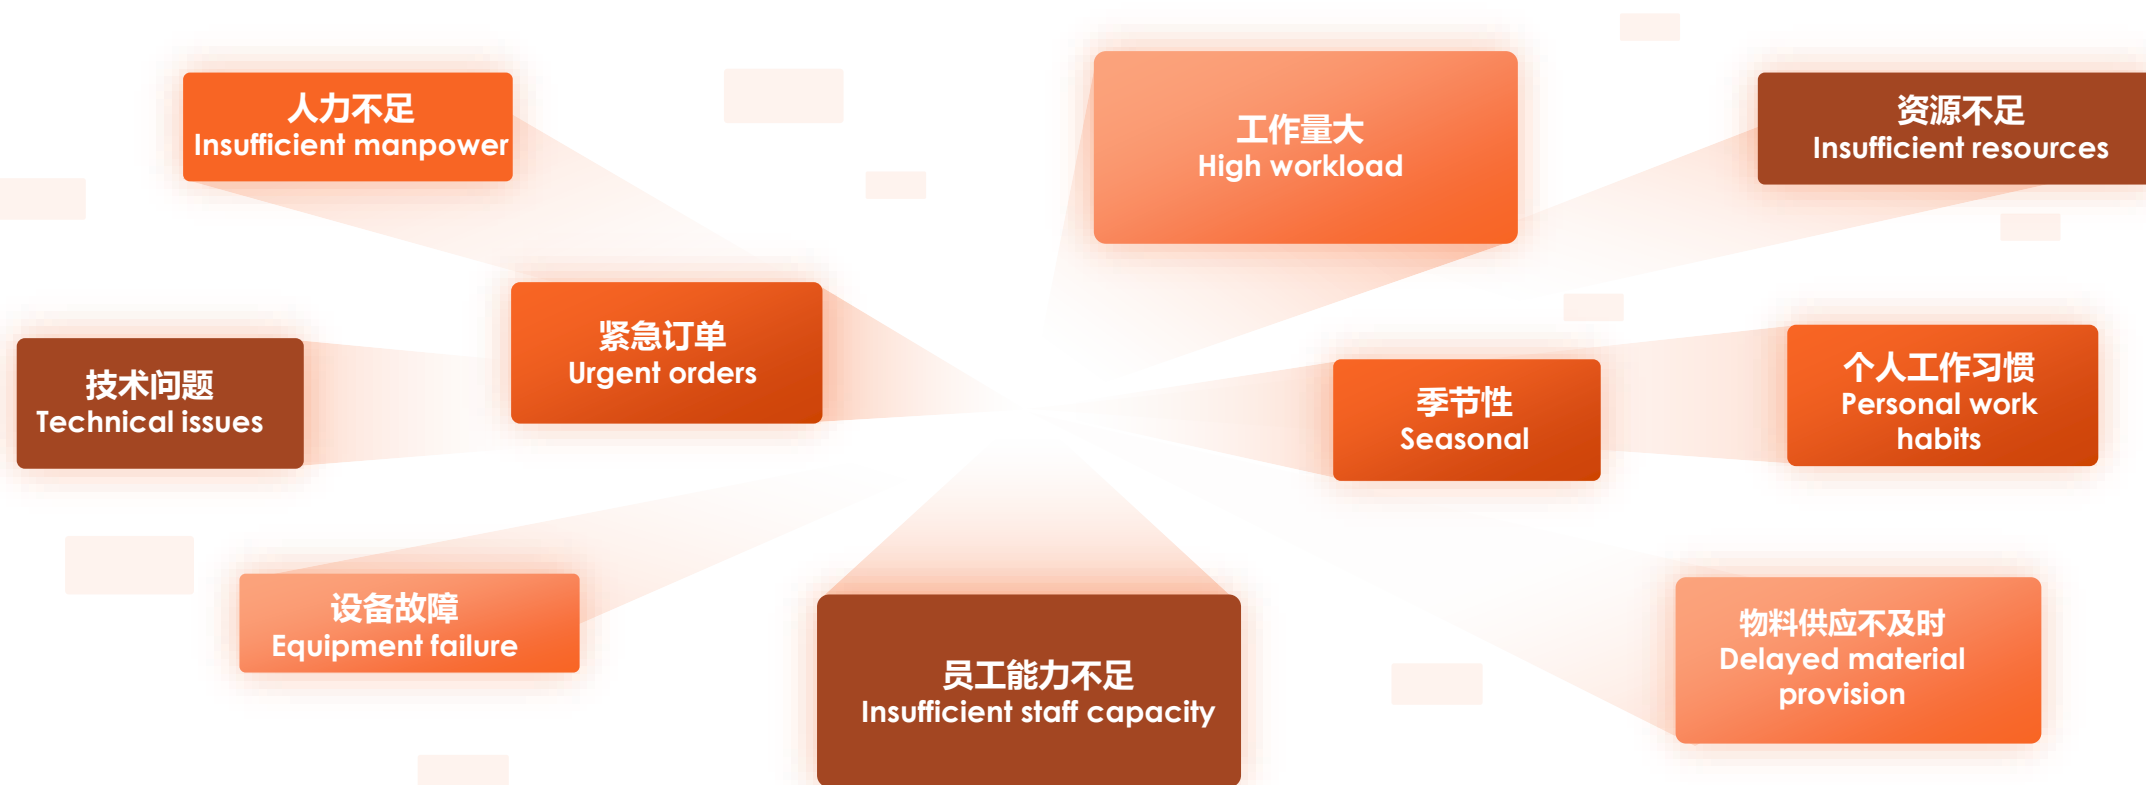 人力不足
Insufficient manpower
工作量大
High workload
资源不足
Insufficient resources
紧急订单
Urgent orders
技术问题
Technical issues
季节性
Seasonal
个人工作习惯
Personal work
habits
设备故障
Equipment failure
员工能力不足
Insufficient staff capacity
物料供应不及时
Delayed material
provision